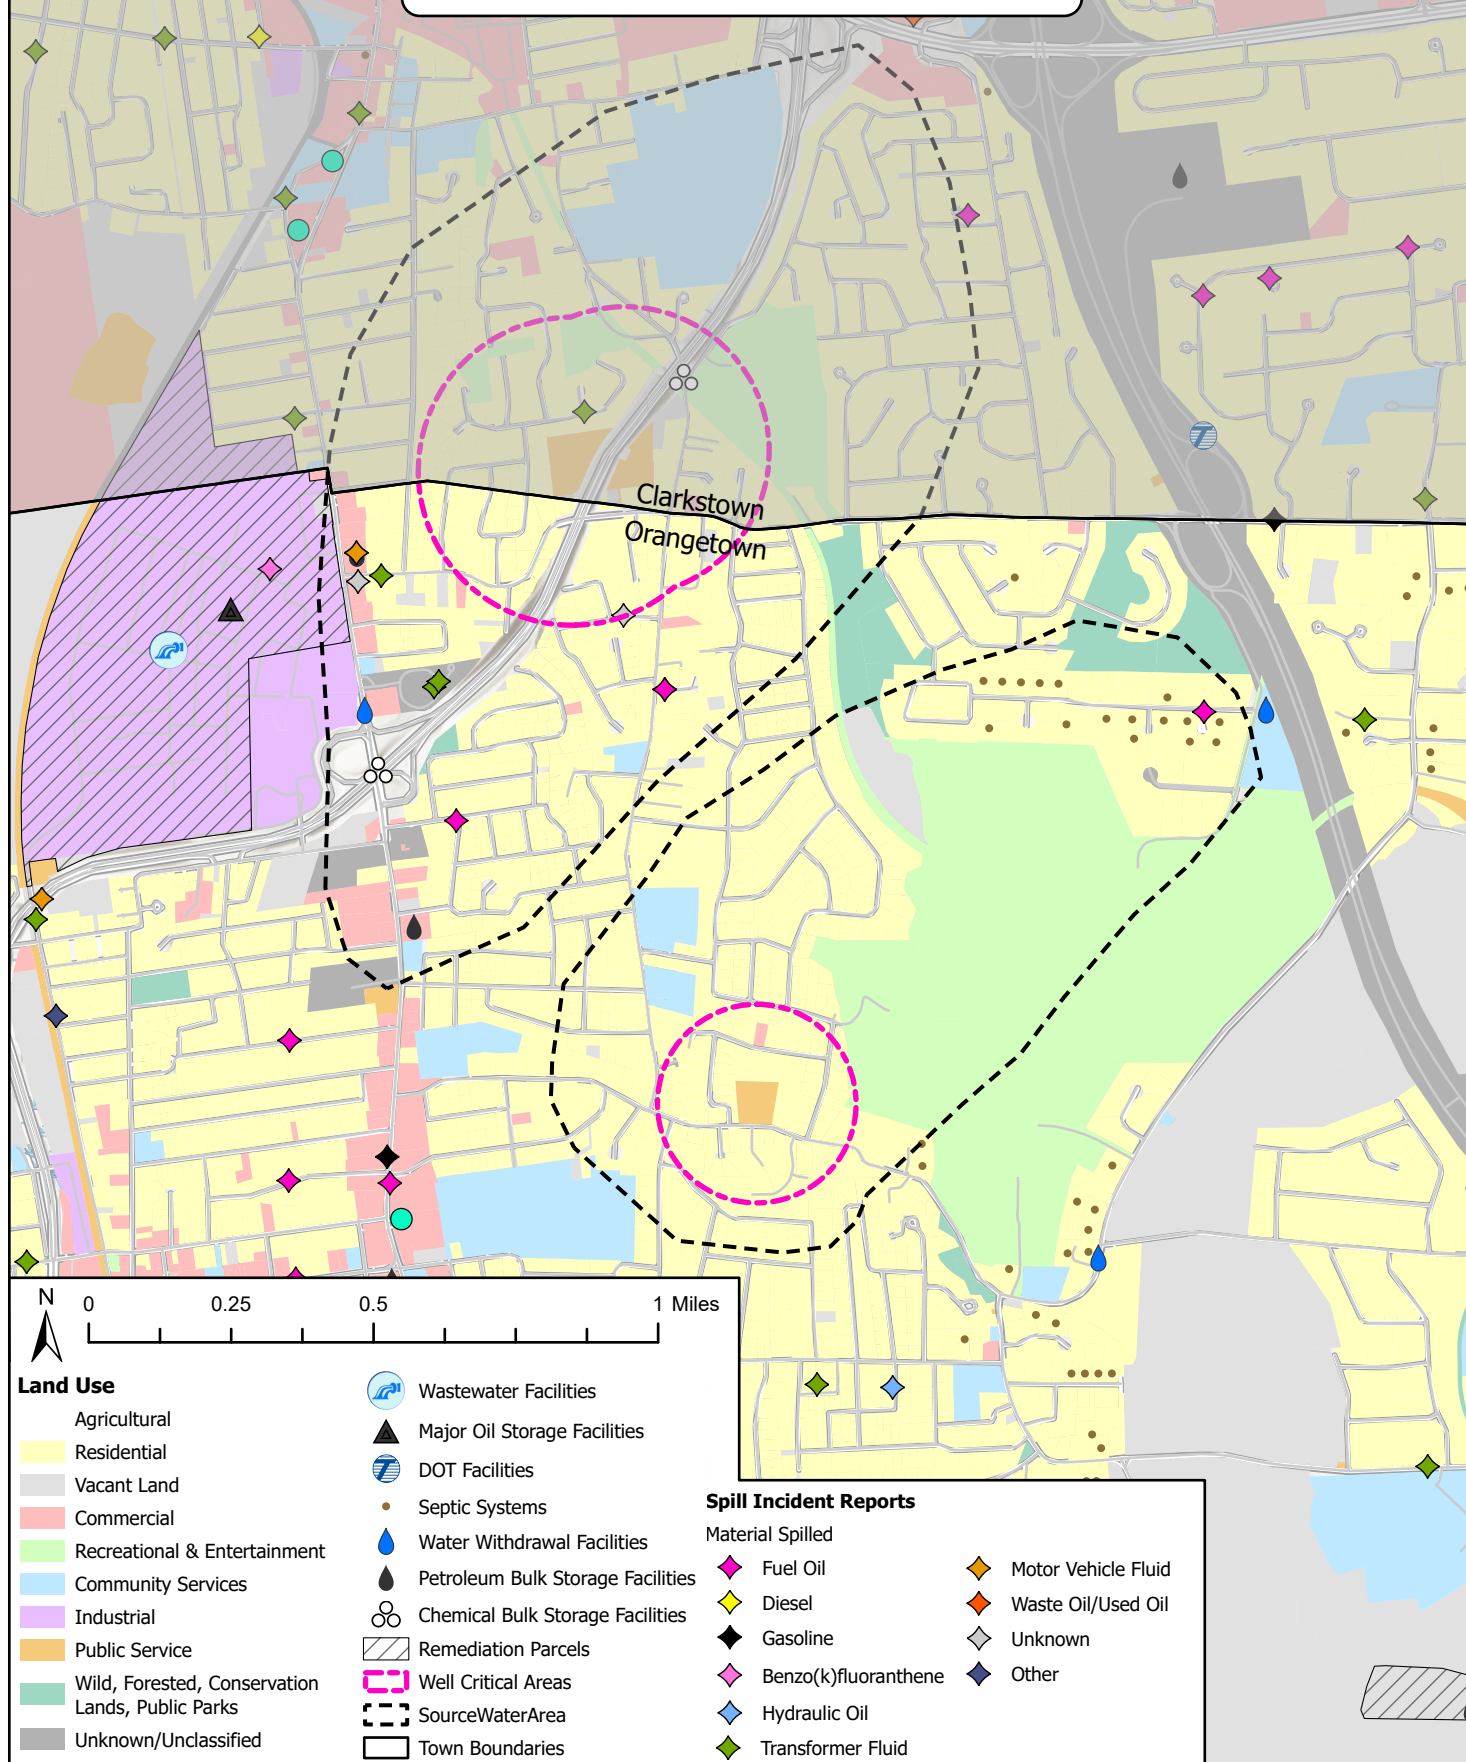 Clarkstown
Orangetown
N
0 0.25 0.5 1 Miles
Land Use
Agricultural
Residential
Vacant Land
Commercial
Recreational & Entertainment
Community Services
Industrial
Public Service
Wild, Forested, Conservation
Lands, Public Parks
Unknown/Unclassified
Wastewater Facilities
Major Oil Storage Facilities
DOT Facilities
Septic Systems
Water Withdrawal Facilities
Petroleum Bulk Storage Facilities
Chemical Bulk Storage Facilities
Remediation Parcels
Well Critical Areas
SourceWaterArea
Town Boundaries
Spill Incident Reports
Material Spilled
Fuel Oil
Diesel
Gasoline
Benzo(k)fluoranthene
Hydraulic Oil
Transformer Fluid
Motor Vehicle Fluid
Waste Oil/Used Oil
Unknown
Other